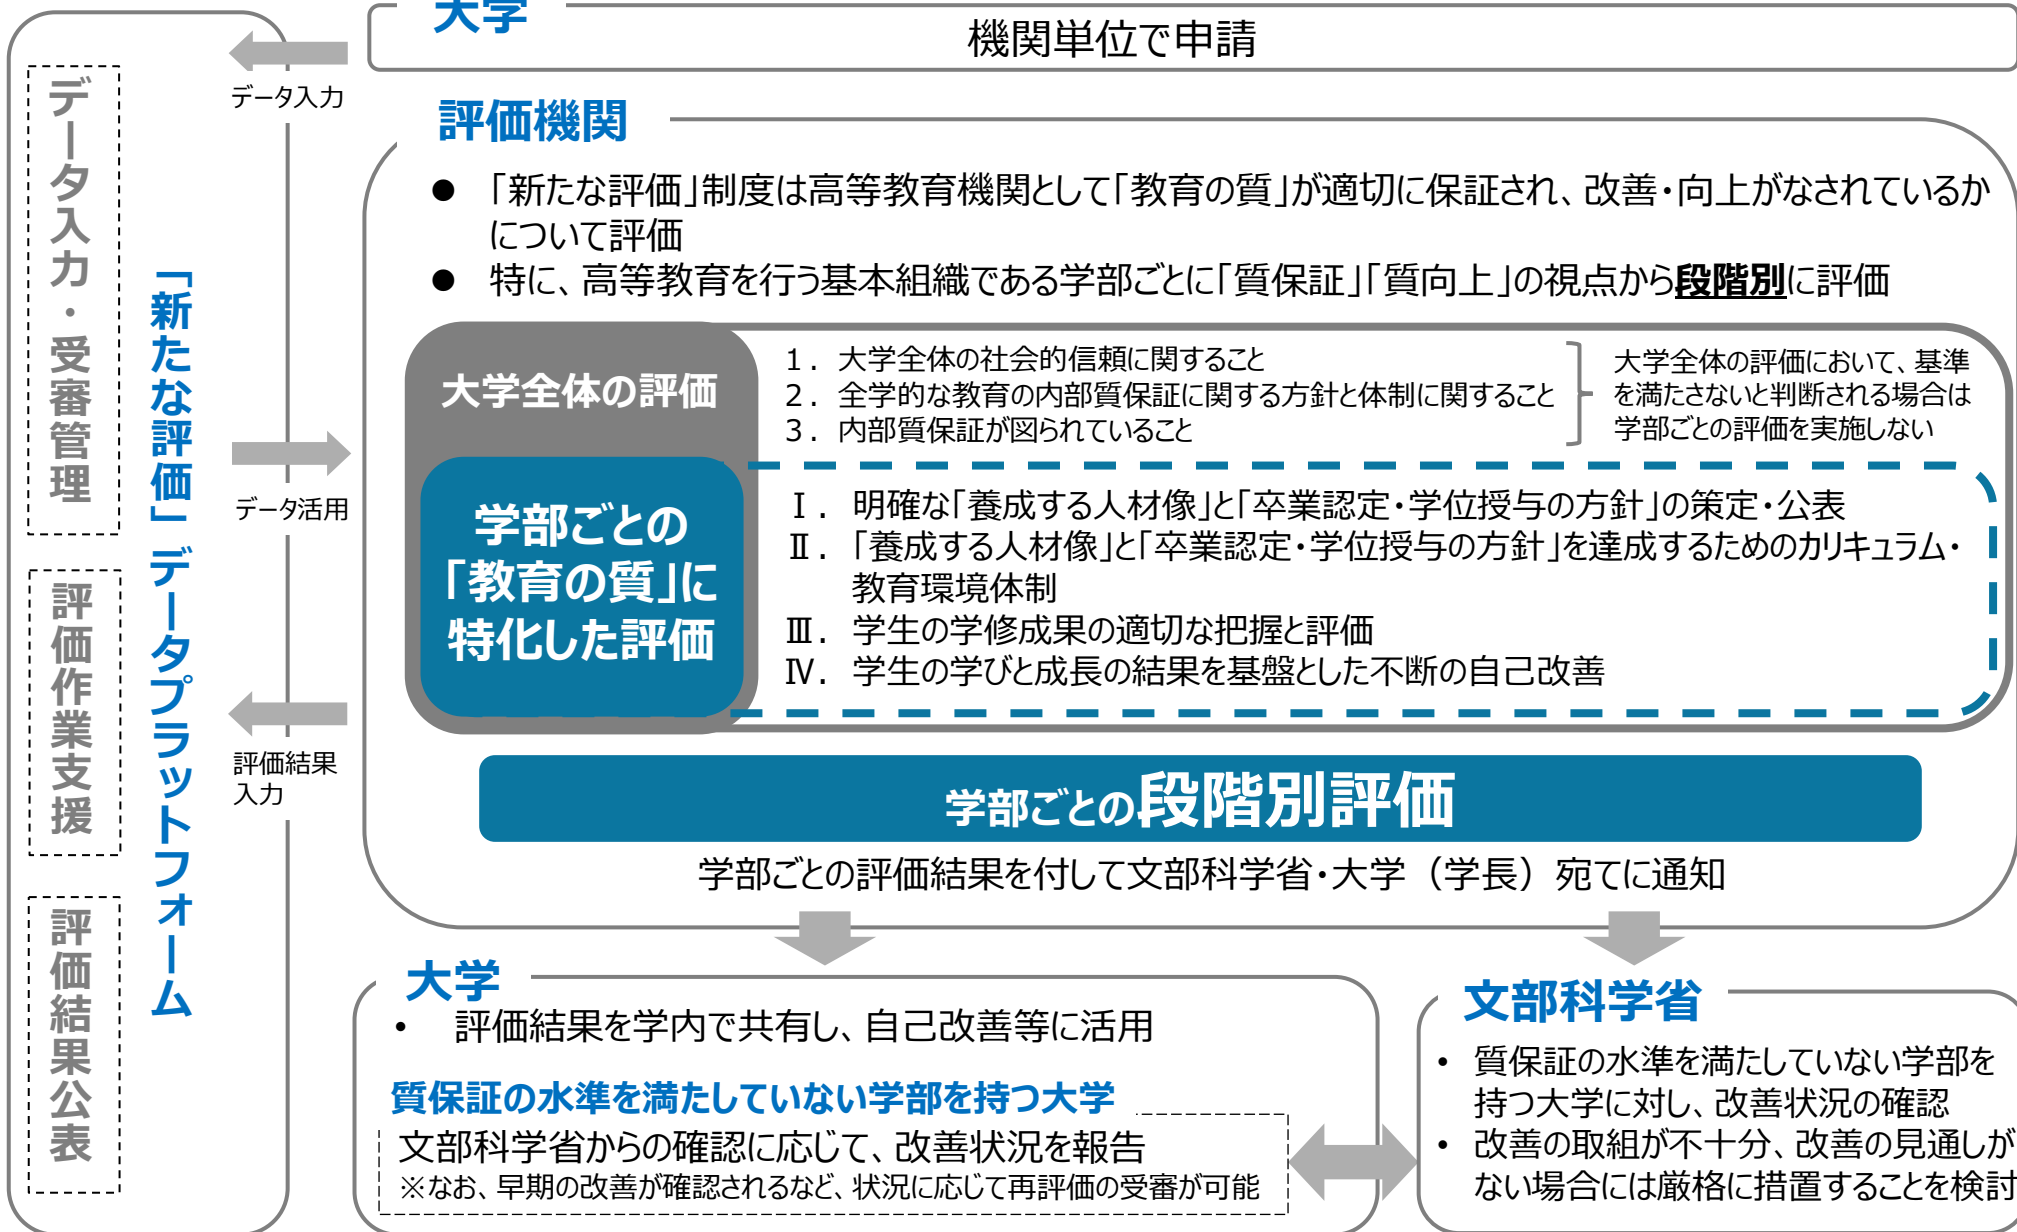 大学
機関単位で申請
データ入力
データ入力・受審管理
評価作業支援
評価結果公表
「新たな評価」データプラットフォーム
データ活用
評価結果
入力
評価機関
● 「新たな評価」制度は高等教育機関として「教育の質」が適切に保証され、改善・向上がなされているか
について評価
● 特に、高等教育を行う基本組織である学部ごとに「質保証」「質向上」の視点から段階別に評価
大学全体の評価
１．大学全体の社会的信頼に関すること
２．全学的な教育の内部質保証に関する方針と体制に関すること
３．内部質保証が図られていること
大学全体の評価において、基準
を満たさないと判断される場合は
学部ごとの評価を実施しない
学部ごとの
「教育の質」に
特化した評価
Ⅰ．明確な「養成する人材像」と「卒業認定・学位授与の方針」の策定・公表
Ⅱ．「養成する人材像」と「卒業認定・学位授与の方針」を達成するためのカリキュラム・
教育環境体制
Ⅲ．学生の学修成果の適切な把握と評価
Ⅳ．学生の学びと成長の結果を基盤とした不断の自己改善
学部ごとの段階別評価
学部ごとの評価結果を付して文部科学省・大学（学長）宛てに通知
大学
• 評価結果を学内で共有し、自己改善等に活用
質保証の水準を満たしていない学部を持つ大学
文部科学省からの確認に応じて、改善状況を報告
※なお、早期の改善が確認されるなど、状況に応じて再評価の受審が可能
文部科学省
• 質保証の水準を満たしていない学部を
持つ大学に対し、改善状況の確認
• 改善の取組が不十分、改善の見通しが
ない場合には厳格に措置することを検討